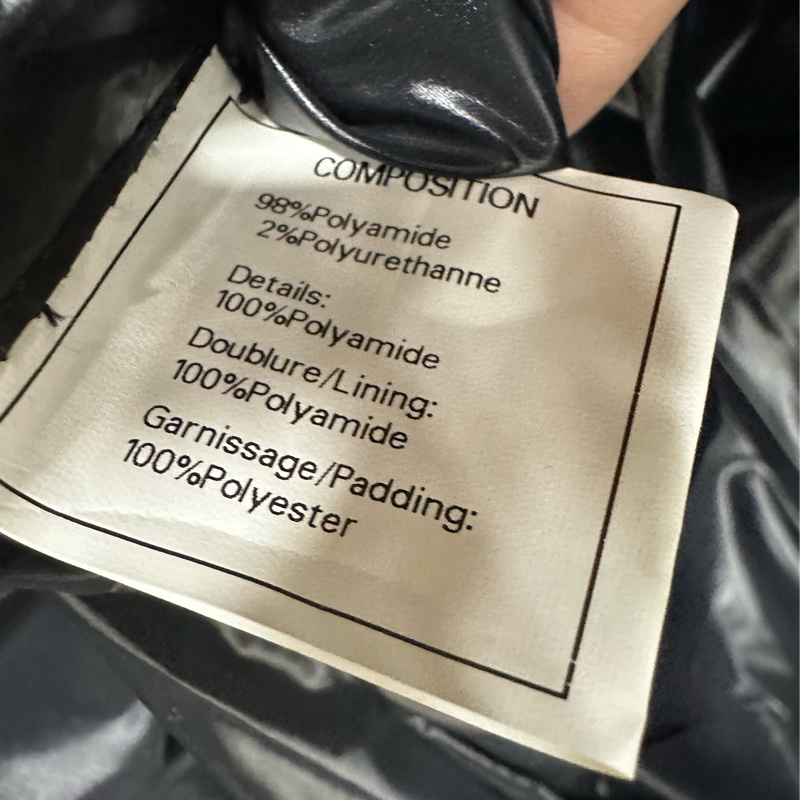 COMPOSITION
98%Polyamide
2%Polyurethanne
Details:
100%Polyamide
Doublure/Lining:
100%Polyamide
Garnissage/Padding:
100%Polyester